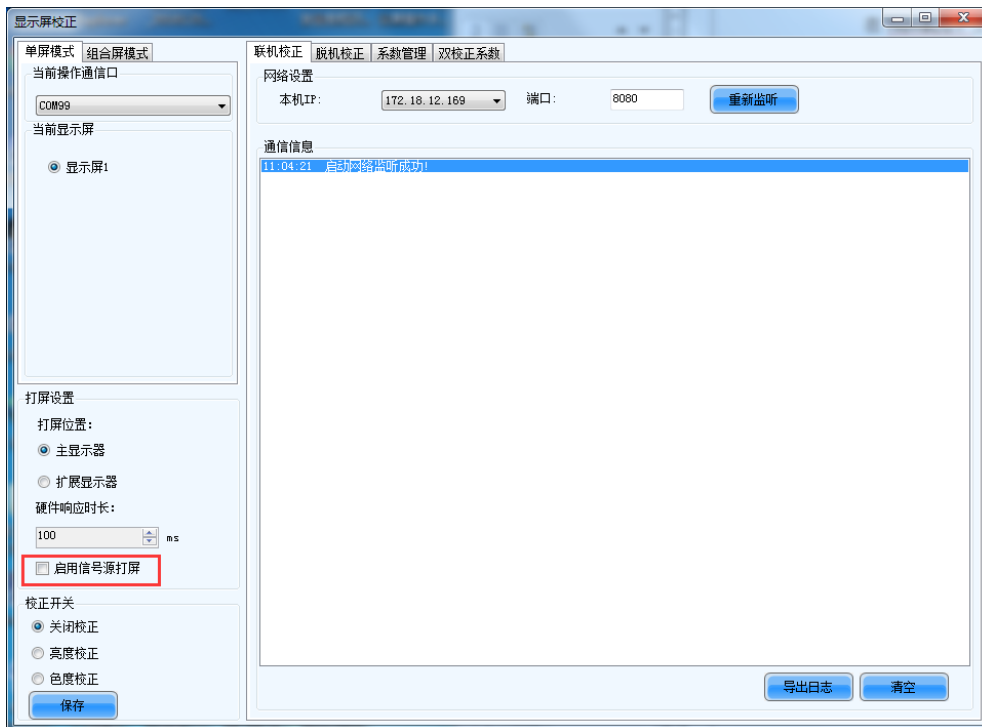 显示屏校正
单屏模式 组合屏模式
当前操作通信口
COM99
当前显示屏
显示屏1
打屏设置
打屏位置:
主显示器
扩展显示器
硬件响应时长:
100 ms
启用信号源打屏
校正开关
关闭校正
亮度校正
色度校正
保存
联机校正 脱机校正 系数管理 双校正系数
网络设置
本机IP: 172.18.12.169 端口: 8080 重新监听
通信信息
11:04:21 启动网络监听成功!
导出日志 清空